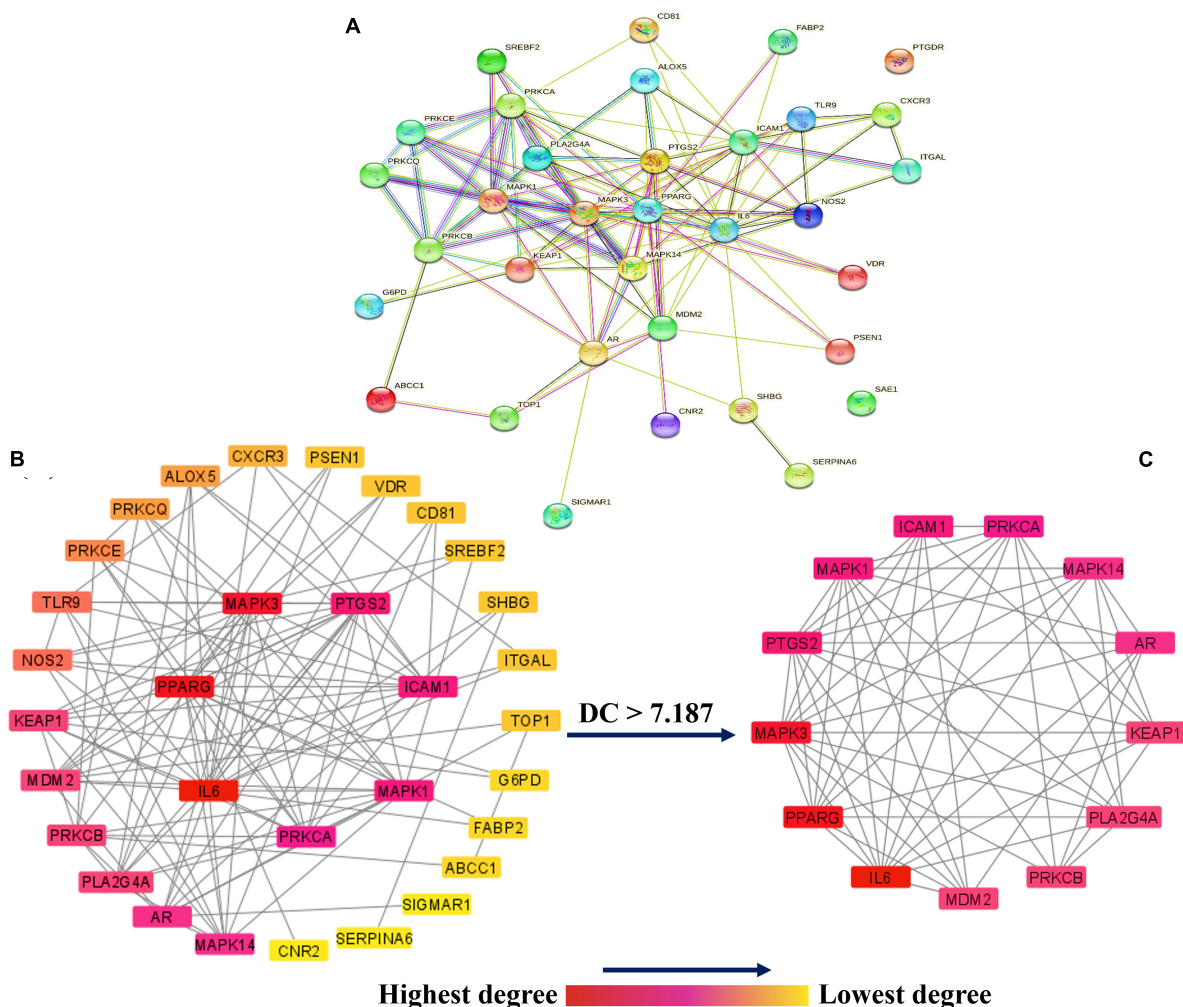 A
CD81
FABP2
SREBF2
PTGDR
ALOX5
PRKCA
TLR9
CXCR3
PRKCE
ICAM1
PLA2G4A
PTGS2
ITGAL
PRKCQ
MAPK1
MAPK3
PPARG
NOS2
IL6
PRKCB
KEAP1
MAPK14
VDR
G6PD
MDM2
AR
PSEN1
ABCC1
SAE1
TOP1
CNR2
SHBG
SERPINA6
SIGMAR1
B
CXCR3
PSEN1
ALOX5
VDR
PRKCQ
CD81
PRKCE
SREBF2
TLR9
MAPK3
PTGS2
SHBG
NOS2
PPARG
ICAM1
ITGAL
KEAP1
TOP1
MDM2
IL6
MAPK1
G6PD
PRKCB
PRKCA
FABP2
PLA2G4A
ABCC1
AR
SIGMAR1
MAPK14
CNR2
SERPINA6
DC > 7.187
C
ICAM1
PRKCA
MAPK1
MAPK14
PTGS2
AR
MAPK3
KEAP1
PPARG
PLA2G4A
IL6
PRKCB
MDM2
Highest degree
Lowest degree